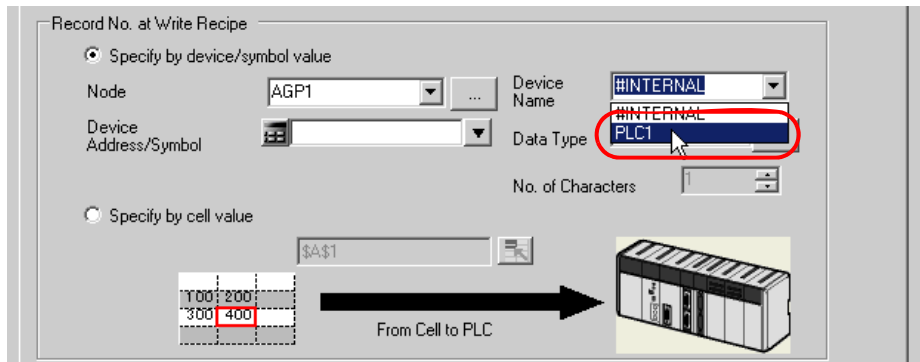 Record No. at Write Recipe
Specify by device/symbol value
Node
AGP1
...
Device
Name
#INTERNAL
#INTERNAL
PLC1
Device
Address/Symbol
Data Type
No. of Characters
1
Specify by cell value
$A$1
100 200
300 400
From Cell to PLC